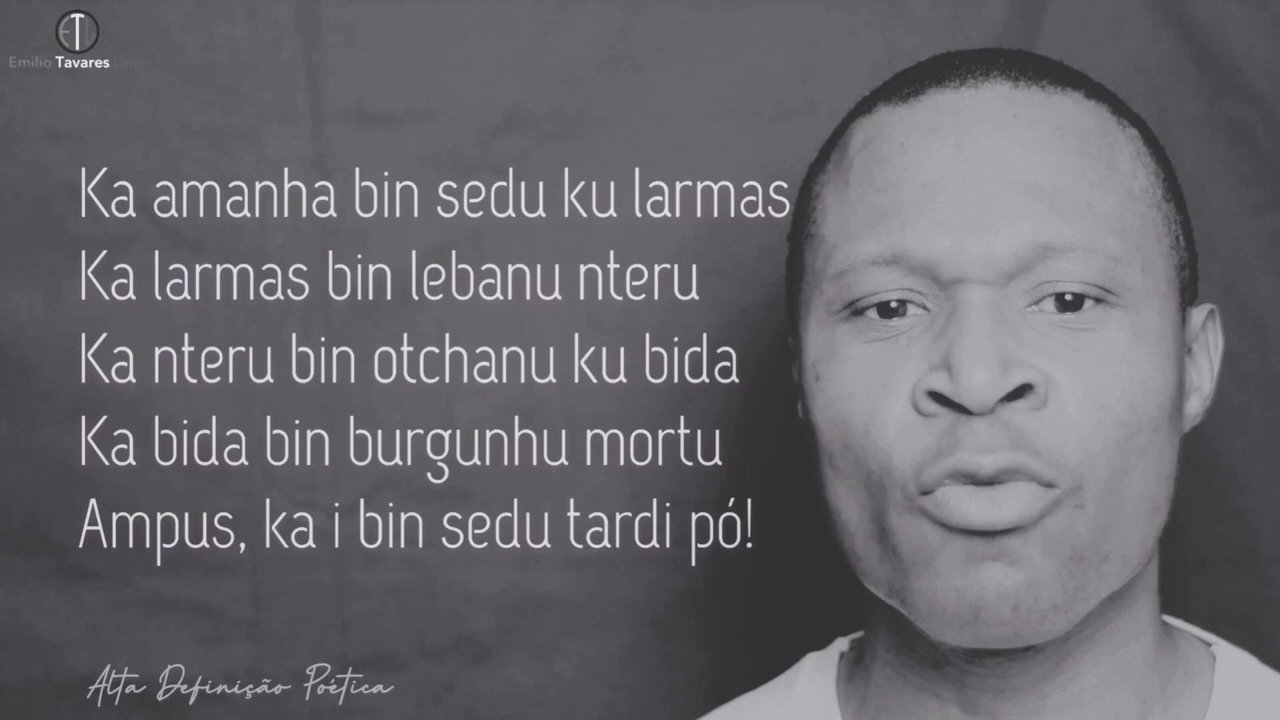 ET
Emilio Tavares
Ka amanha bin sedu ku larmas
Ka larmas bin lebanu nteru
Ka nteru bin otchanu ku bida
Ka bida bin burgunhu mortu
Ampus, ka i bin sedu tardi pó!
Alta Definição Poética